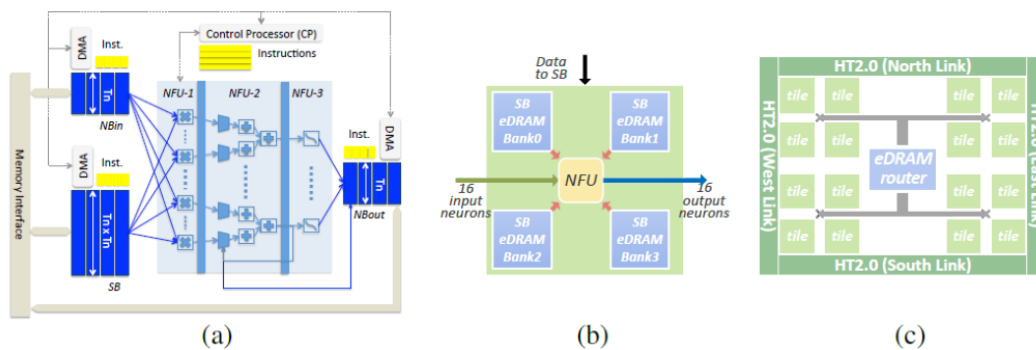 Control Processor (CP)
DMA
Inst.
Instructions
Tn
NBin
NFU-1
NFU-2
NFU-3
Memory Interface
DMA
Inst.
Tn x Tn
SB
Inst.
DMA
Tn
NBout
(a)
Data
to SB
SB
eDRAM
Bank0
SB
eDRAM
Bank1
16
input
neurons
NFU
16
output
neurons
SB
eDRAM
Bank2
SB
eDRAM
Bank3
(b)
HT2.0 (North Link)
HT2.0 (West Link)
tile
tile
tile
tile
tile
tile
tile
tile
eDRAM
router
tile
tile
tile
tile
tile
tile
tile
tile
HT2.0 (South Link)
(c)